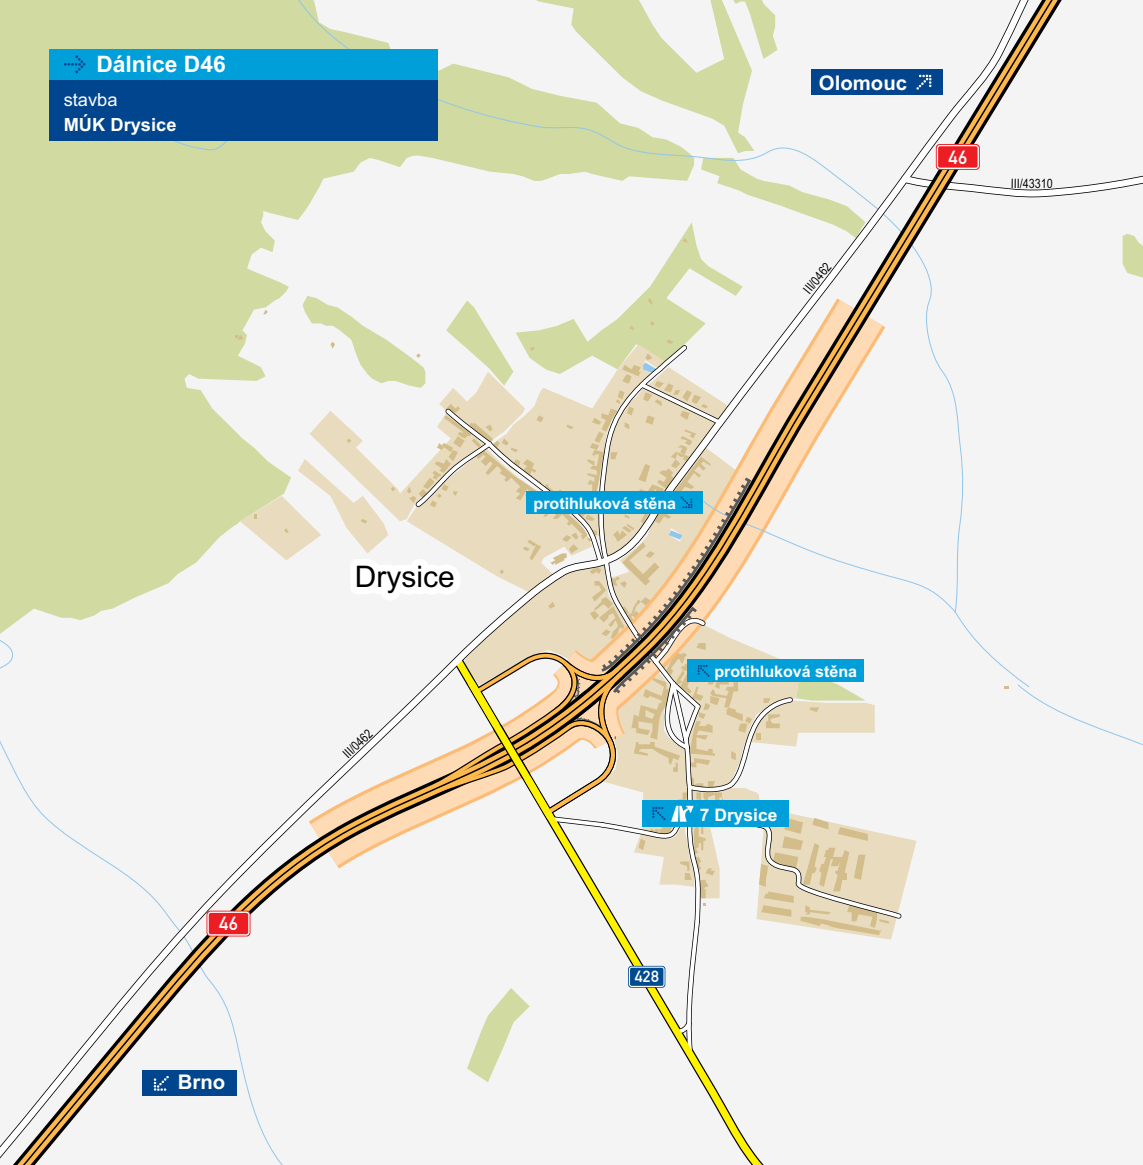 Dálnice D46
stavba
MÚK Drysice
Olomouc
46
III/43310
III/0462
protihluková stěna
Drysice
protihluková stěna
III/0462
7 Drysice
46
428
Brno